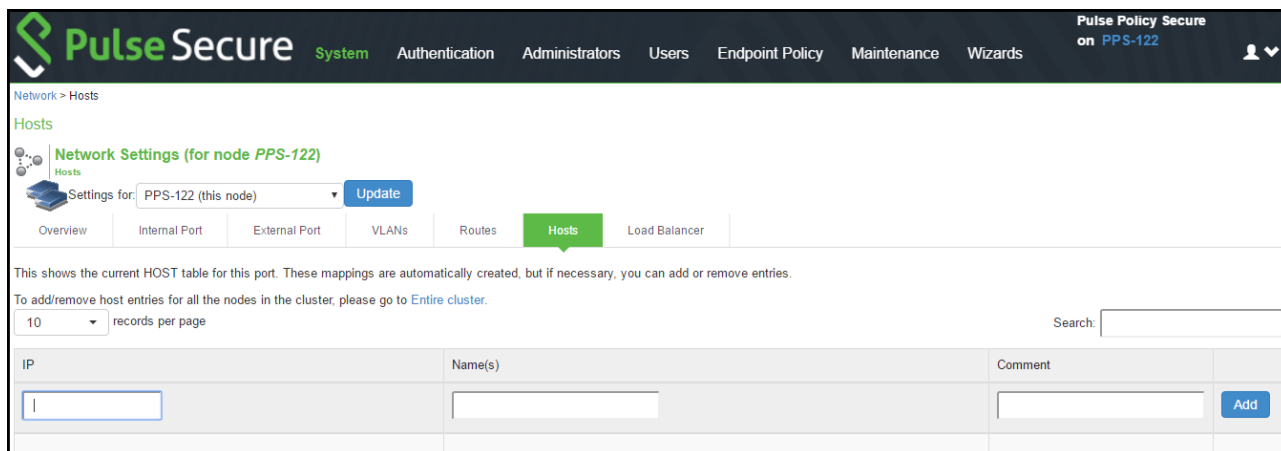 Pulse Secure
System Authentication Administrators Users Endpoint Policy Maintenance Wizards
Pulse Policy Secure
on PPS-122
Network > Hosts
Hosts
Network Settings (for node PPS-122)
Hosts
Settings for: PPS-122 (this node) Update
Overview Internal Port External Port VLANs Routes Hosts Load Balancer
This shows the current HOST table for this port. These mappings are automatically created, but if necessary, you can add or remove entries.
To add/remove host entries for all the nodes in the cluster, please go to Entire cluster.
10 records per page Search:
IP Name(s) Comment
Add